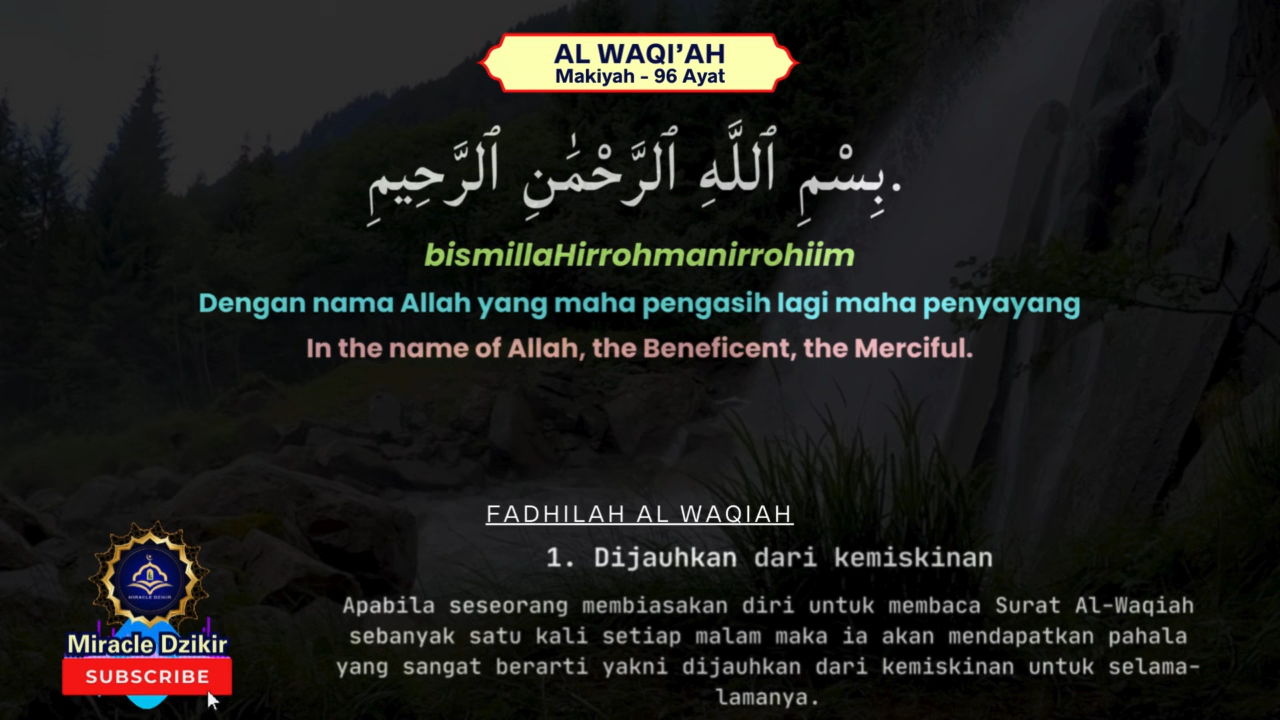 AL WAQI’AH
Makiyah - 96 Ayat
بِسْمِ ٱللَّهِ ٱلرَّحْمَٰنِ ٱلرَّحِيمِ.
bismillaHirrohmanirrohiim
Dengan nama Allah yang maha pengasih lagi maha penyayang
In the name of Allah, the Beneficent, the Merciful.
FADHILAH AL WAQIAH
1. Dijauhkan dari kemiskinan
Apabila seseorang membiasakan diri untuk membaca Surat Al-Waqiah
sebanyak satu kali setiap malam maka ia akan mendapatkan pahala
yang sangat berarti yakni dijauhkan dari kemiskinan untuk selama-
lamanya.
MIRACLE DZIKIR
Miracle Dzikir
SUBSCRIBE